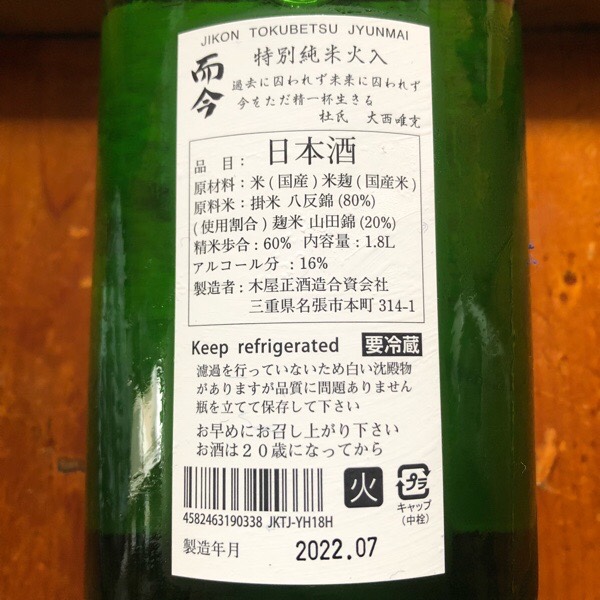 JIKON TOKUBETSU JYUNMAI
而今
特別純米火入
過去に囚われず未来に囚われず
今をただ精一杯生きる
杜氏 大西唯克
品目： 日本酒
原材料：米(国産)米麹(国産米)
原料米：掛米 八反錦(80%)
(使用割合)麹米 山田錦(20%)
精米歩合：60% 内容量：1.8L
アルコール分：16%
製造者：木屋正酒造合資会社
三重県名張市本町 314-1
Keep refrigerated 要冷蔵
濾過を行っていないため白い沈殿物
がありますが品質に問題ありません
瓶を立てて保存して下さい
お早めにお召し上がり下さい
お酒は20歳になってから
4582463190338 JKTJ-YH18H
火
プラ
キャップ
(中栓)
製造年月 2022.07